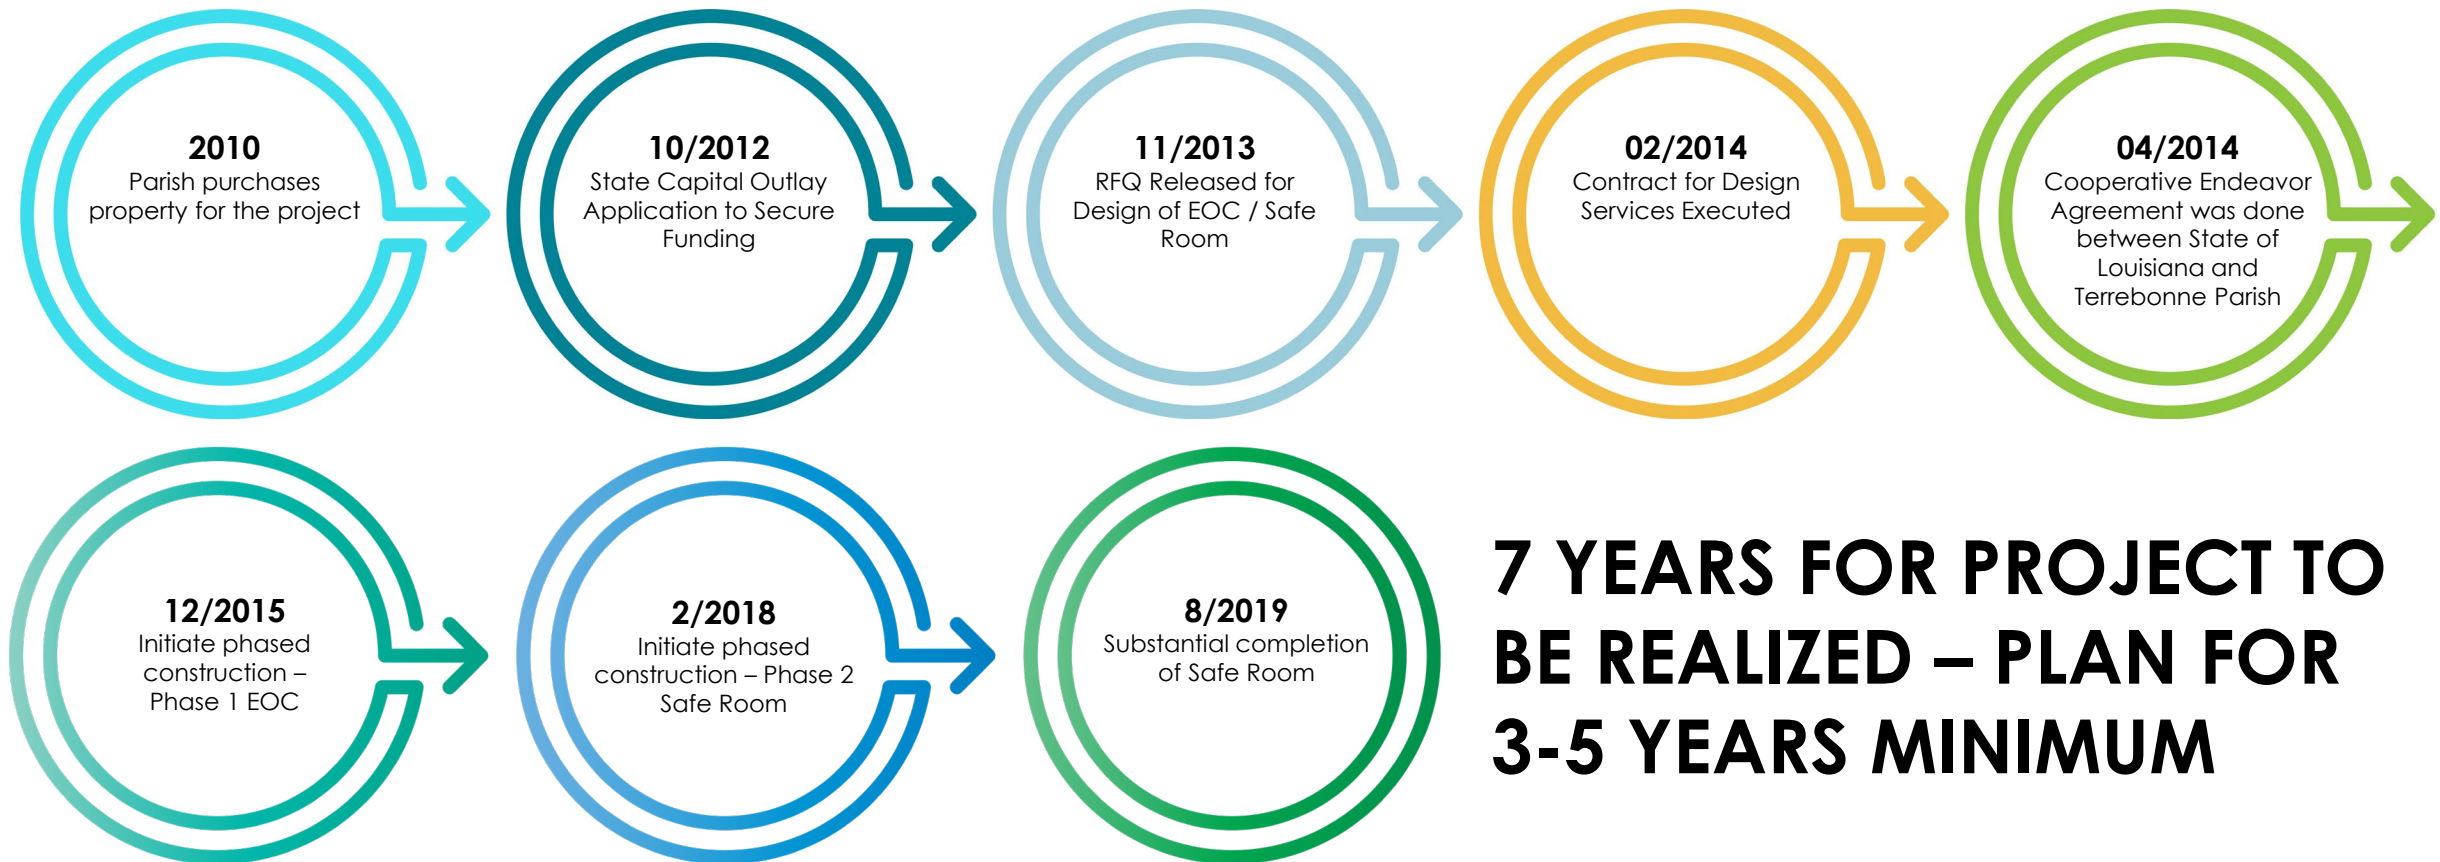 2010
Parish purchases
property for the project
10/2012
State Capital Outlay
Application to Secure
Funding
11/2013
RFQ Released for
Design of EOC / Safe
Room
02/2014
Contract for Design
Services Executed
04/2014
Cooperative Endeavor
Agreement was done
between State of
Louisiana and
Terrebonne Parish
12/2015
Initiate phased
construction –
Phase 1 EOC
2/2018
Initiate phased
construction – Phase 2
Safe Room
8/2019
Substantial completion
of Safe Room
7 YEARS FOR PROJECT TO
BE REALIZED – PLAN FOR
3-5 YEARS MINIMUM